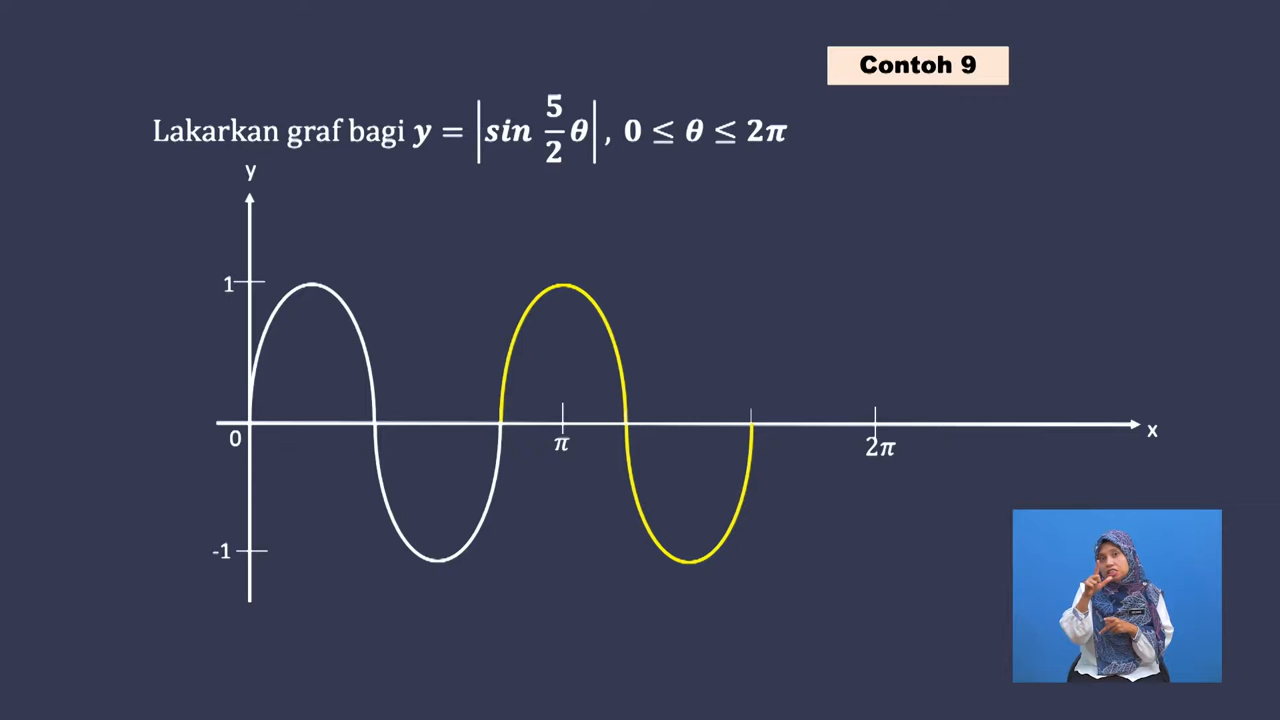 Contoh 9
Lakarkan graf bagi y = |sin 5/2 θ|, 0 ≤ θ ≤ 2π
y
1
0
π
2π
x
-1